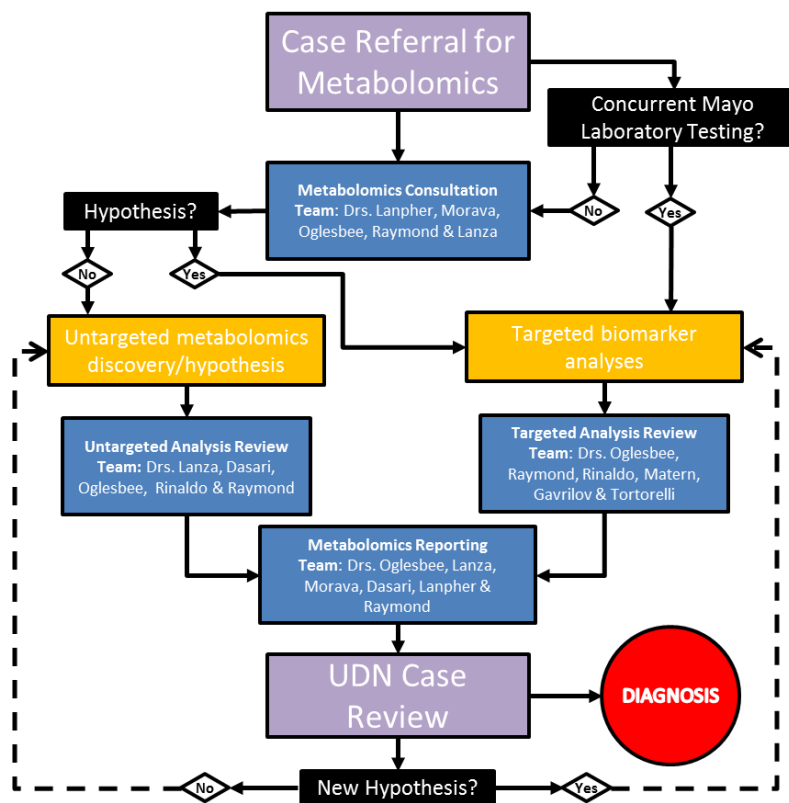 Case Referral for
Metabolomics
Concurrent Mayo
Laboratory Testing?
Metabolomics Consultation
Team: Drs. Lanpher, Morava,
Oglesbee, Raymond & Lanza
Hypothesis?
No
Yes
No
Yes
Untargeted metabolomics
discovery/hypothesis
Targeted biomarker
analyses
Untargeted Analysis Review
Team: Drs. Lanza, Dasari,
Oglesbee, Rinaldo & Raymond
Targeted Analysis Review
Team: Drs. Oglesbee,
Raymond, Rinaldo, Matern,
Gavrilov & Tortorelli
Metabolomics Reporting
Team: Drs. Oglesbee, Lanza,
Morava, Dasari, Lanpher &
Raymond
UDN Case
Review
DIAGNOSIS
No
New Hypothesis?
Yes